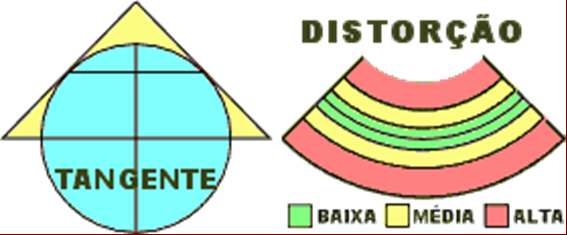 TANGENTE
DISTORÇÃO
BAIXA MÉDIA ALTA